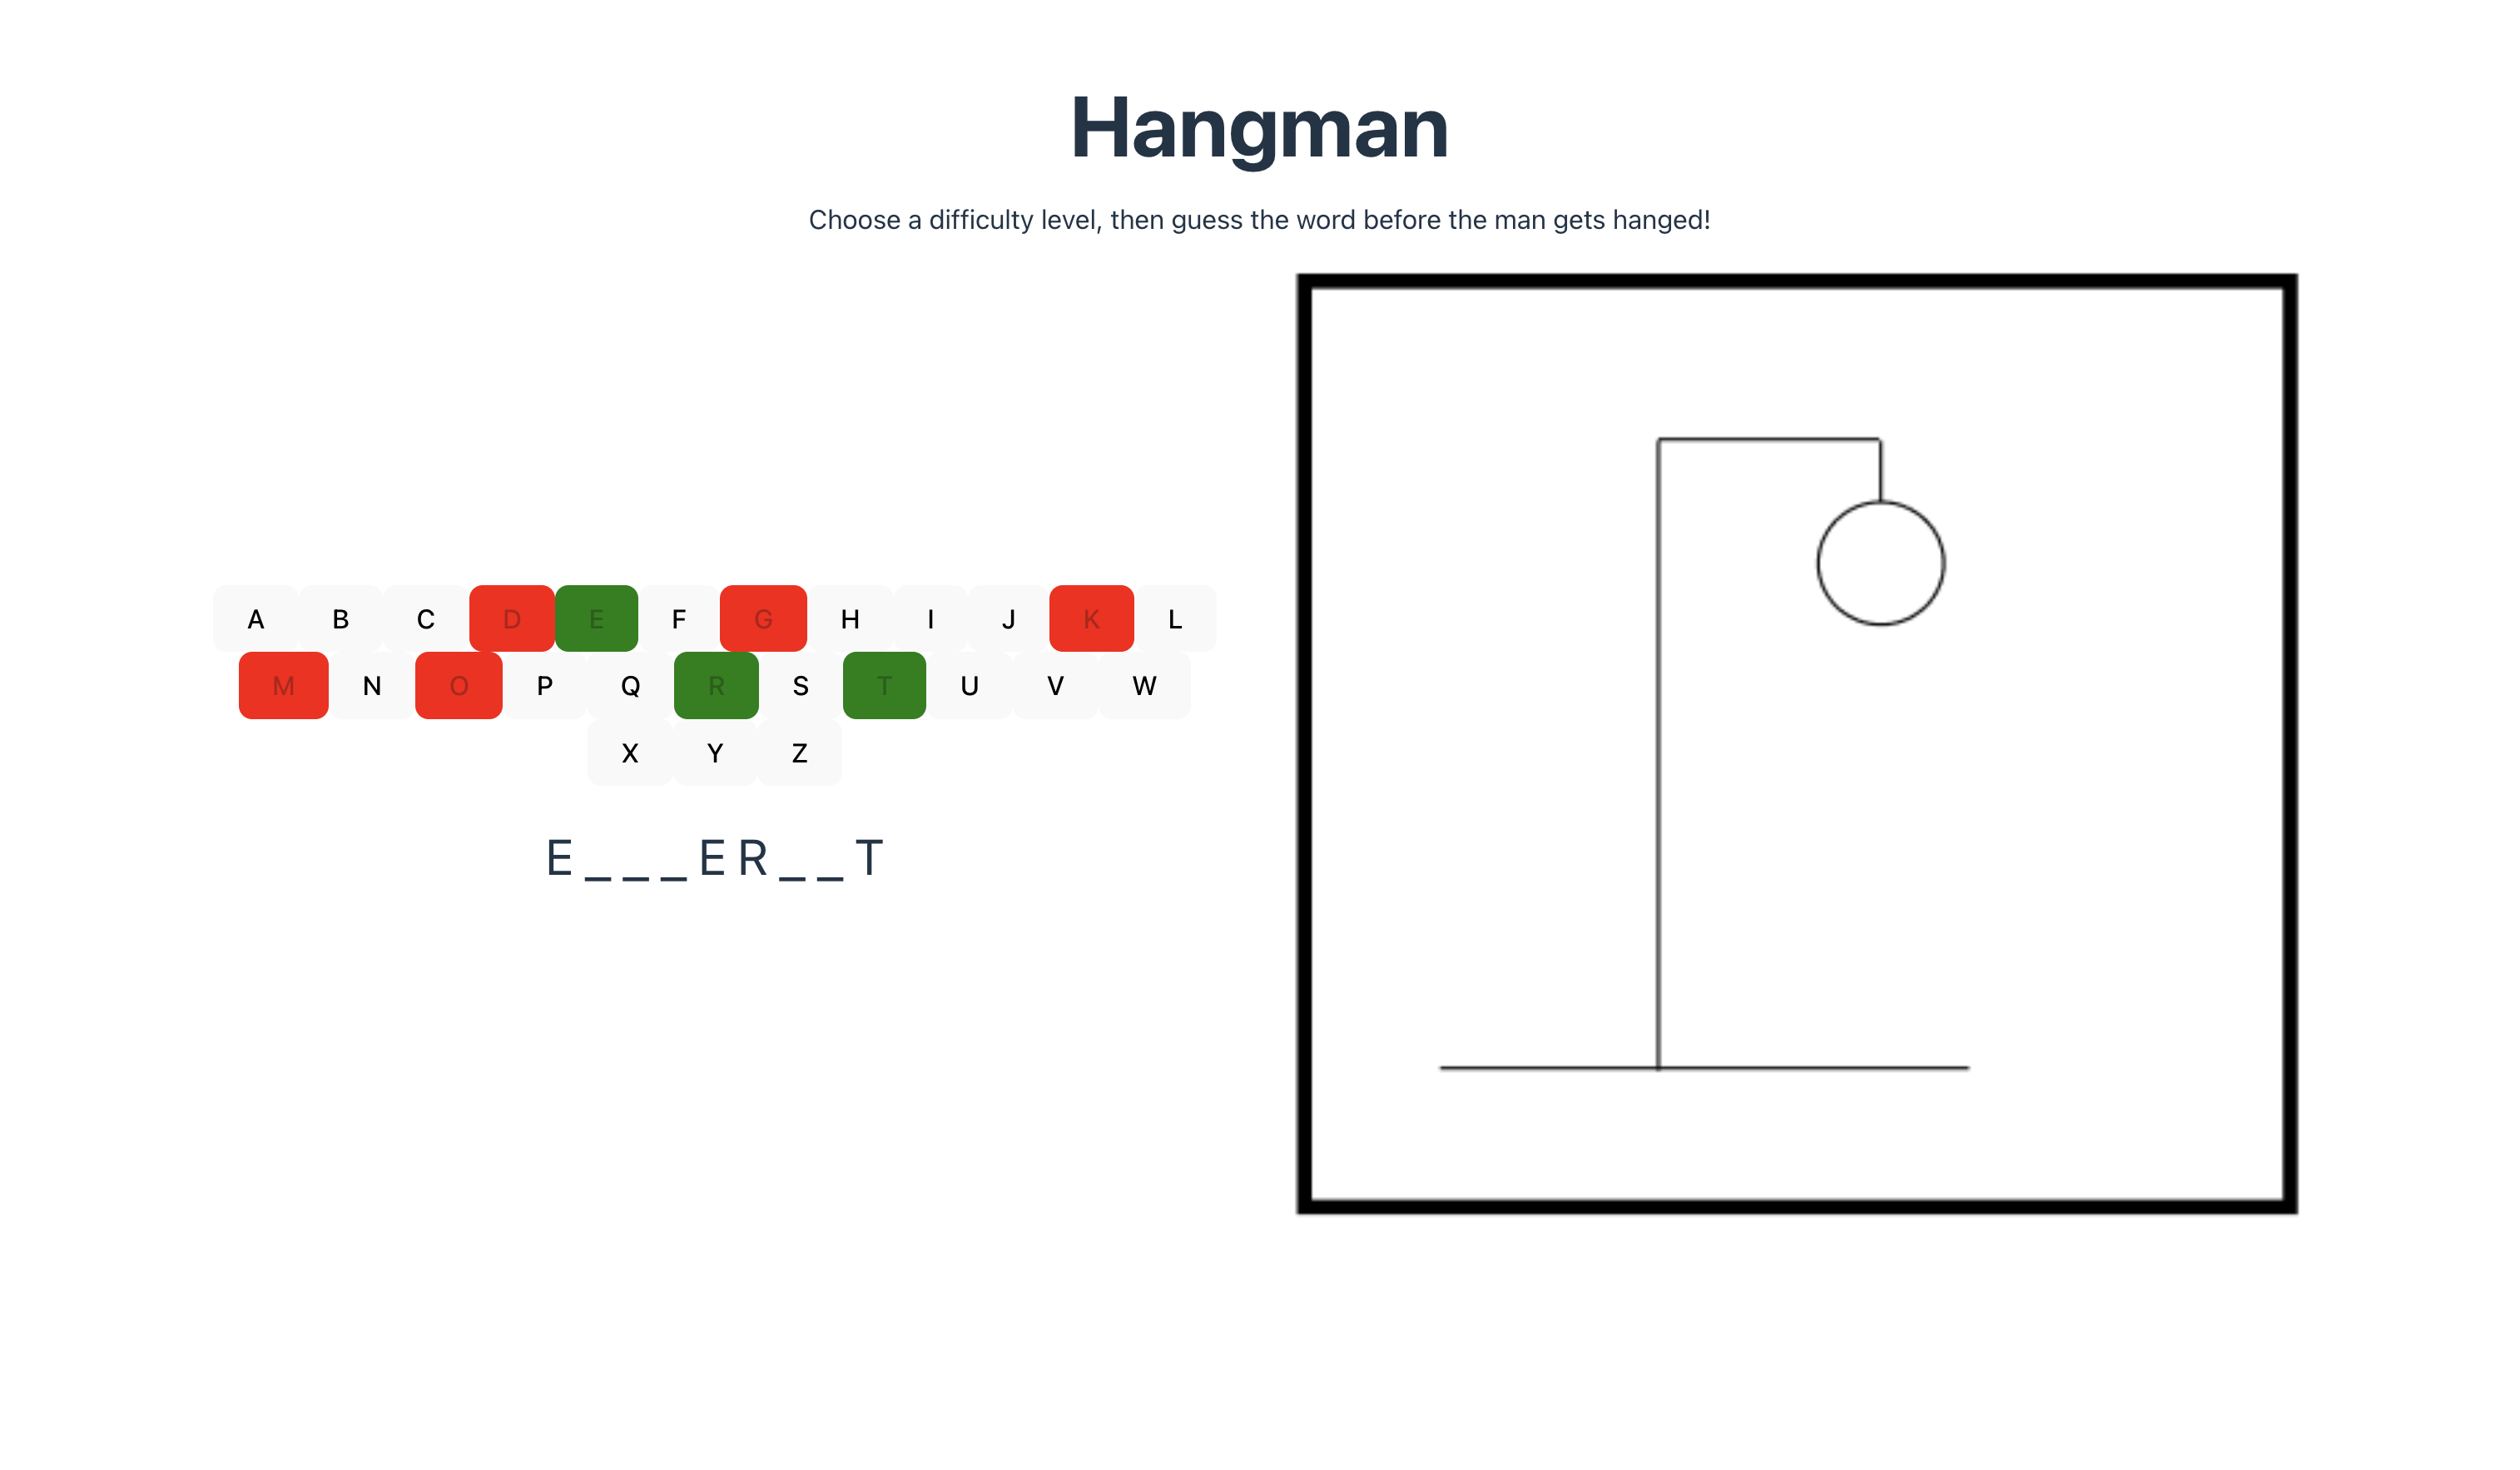 Hangman
Choose a difficulty level, then guess the word before the man gets hanged!
A B C D E F G H I J K L
M N O P Q R S T U V W
X Y Z
E _ _ _ E R _ _ T